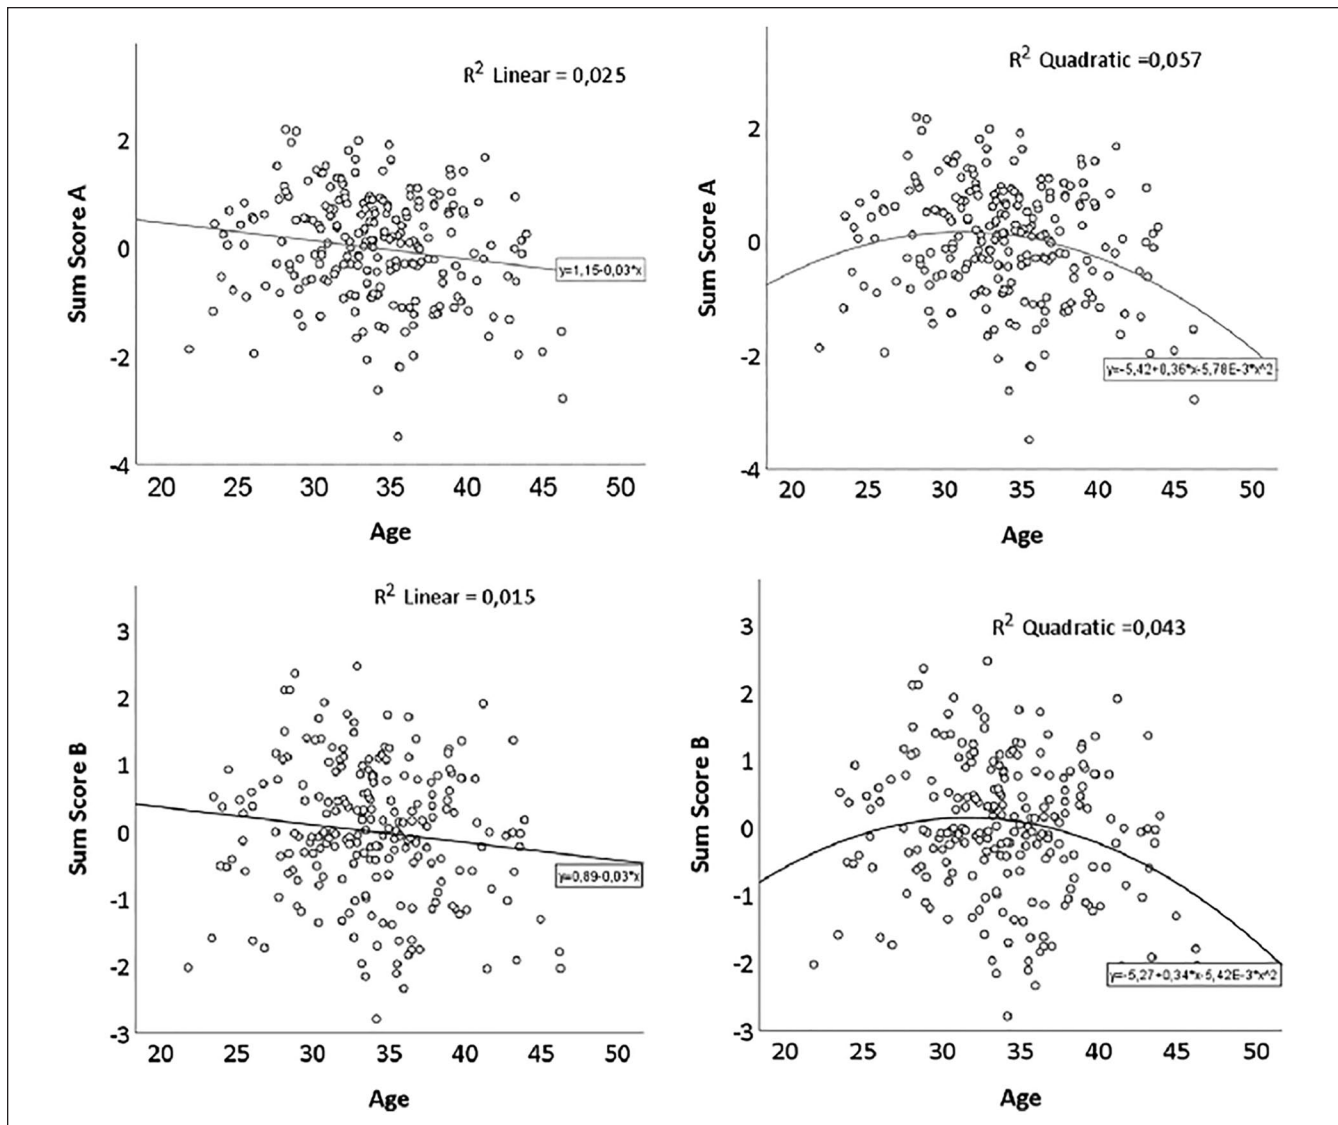 R² Linear = 0,025
Sum Score A
2
0
-2
-4
y=1,15-0,03*x
20 25 30 35 40 45 50
Age
R² Quadratic =0,057
Sum Score A
2
0
-2
-4
y=-5,42+0,36*x-5,78E-3*x^2
20 25 30 35 40 45 50
Age
R² Linear = 0,015
Sum Score B
3
2
1
0
-1
-2
-3
y=0,89-0,03*x
20 25 30 35 40 45 50
Age
R² Quadratic =0,043
Sum Score B
3
2
1
0
-1
-2
-3
y=-5,27+0,34*x-5,42E-3*x^2
20 25 30 35 40 45 50
Age